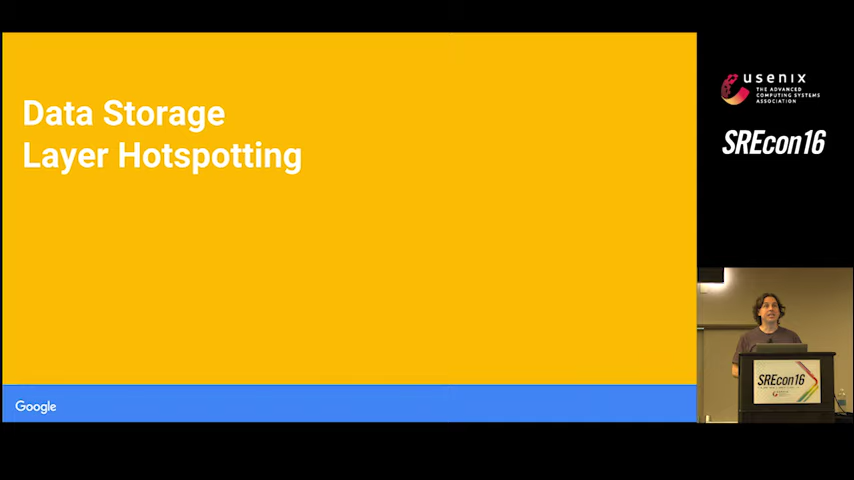 Data Storage
Layer Hotspotting
Google
usenix
THE ADVANCED
COMPUTING SYSTEMS
ASSOCIATION
SREcon16
SREcon16